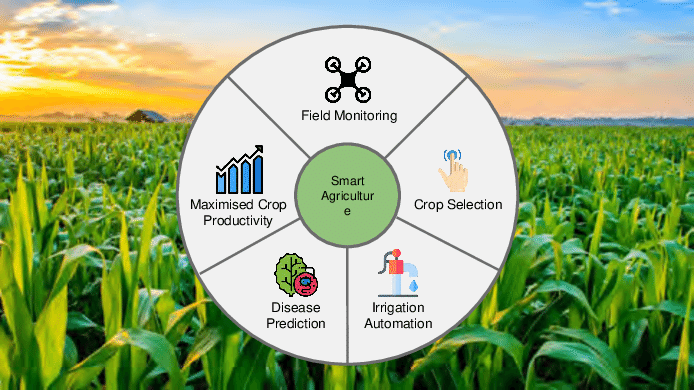 Field Monitoring
Maximised Crop
Productivity
Smart
Agricultur
e
Crop Selection
Disease
Prediction
Irrigation
Automation